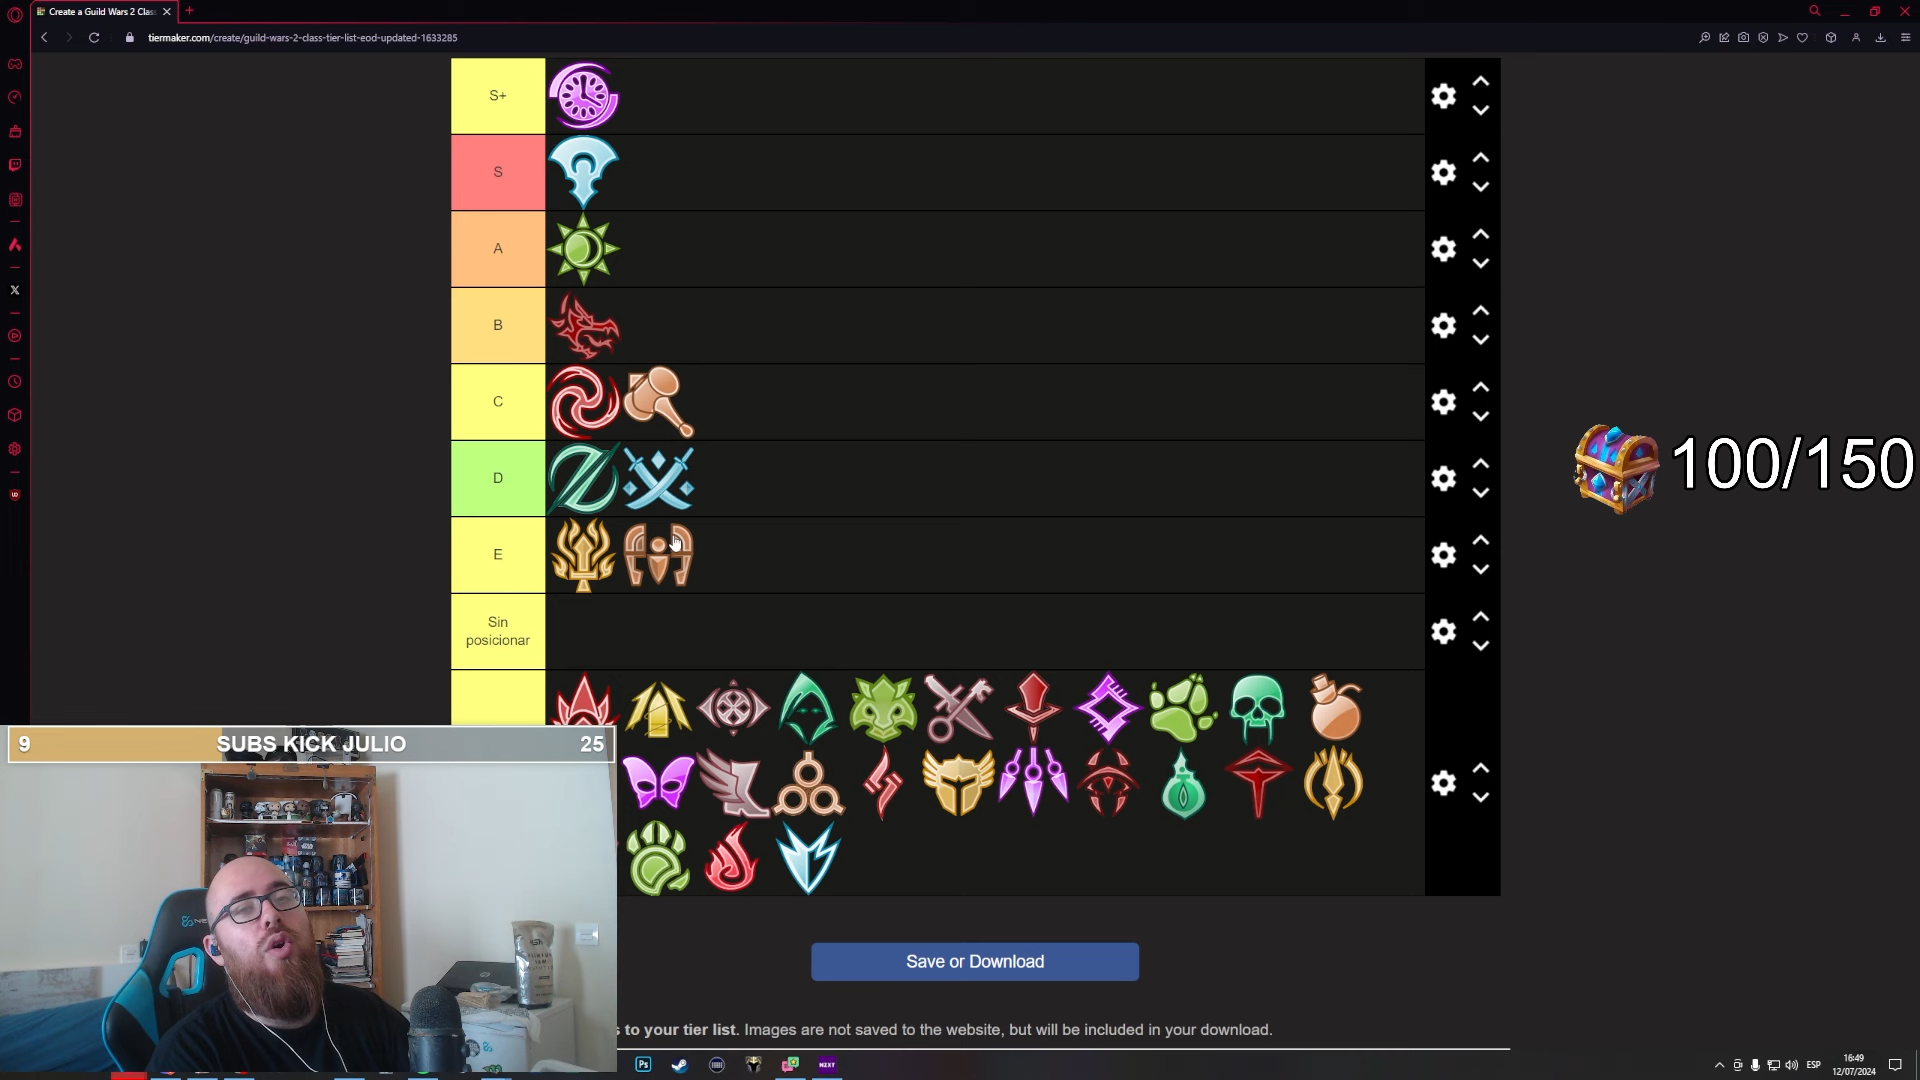 Create a Guild Wars 2 Clas
tiermaker.com/create/guild-wars-2-class-tier-list-eod-updated-1633285
S+
S
A
B
C
D
E
Sin
posicionar
100/150
9 SUBS KICK JULIO 25
Save or Download
to your tier list. Images are not saved to the website, but will be included in your download.
Ps
NEXT
ESP
16:49
12/07/2024